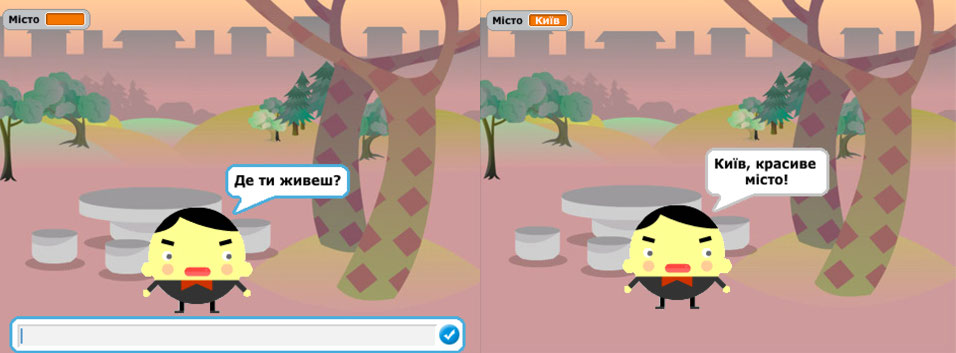 Місто
Де ти живеш?
Місто Київ
Київ, красиве
місто!